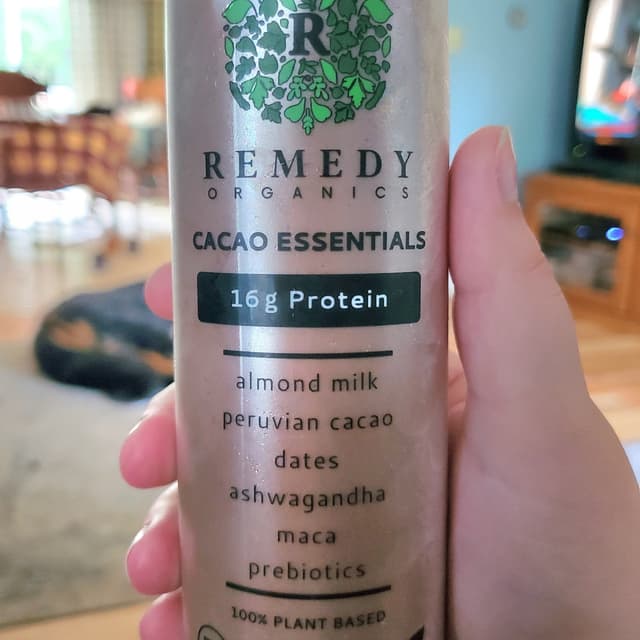 R
REMEDY
ORGANICS
CACAO ESSENTIALS
16g Protein
almond milk
peruvian cacao
dates
ashwagandha
maca
prebiotics
100% PLANT BASED